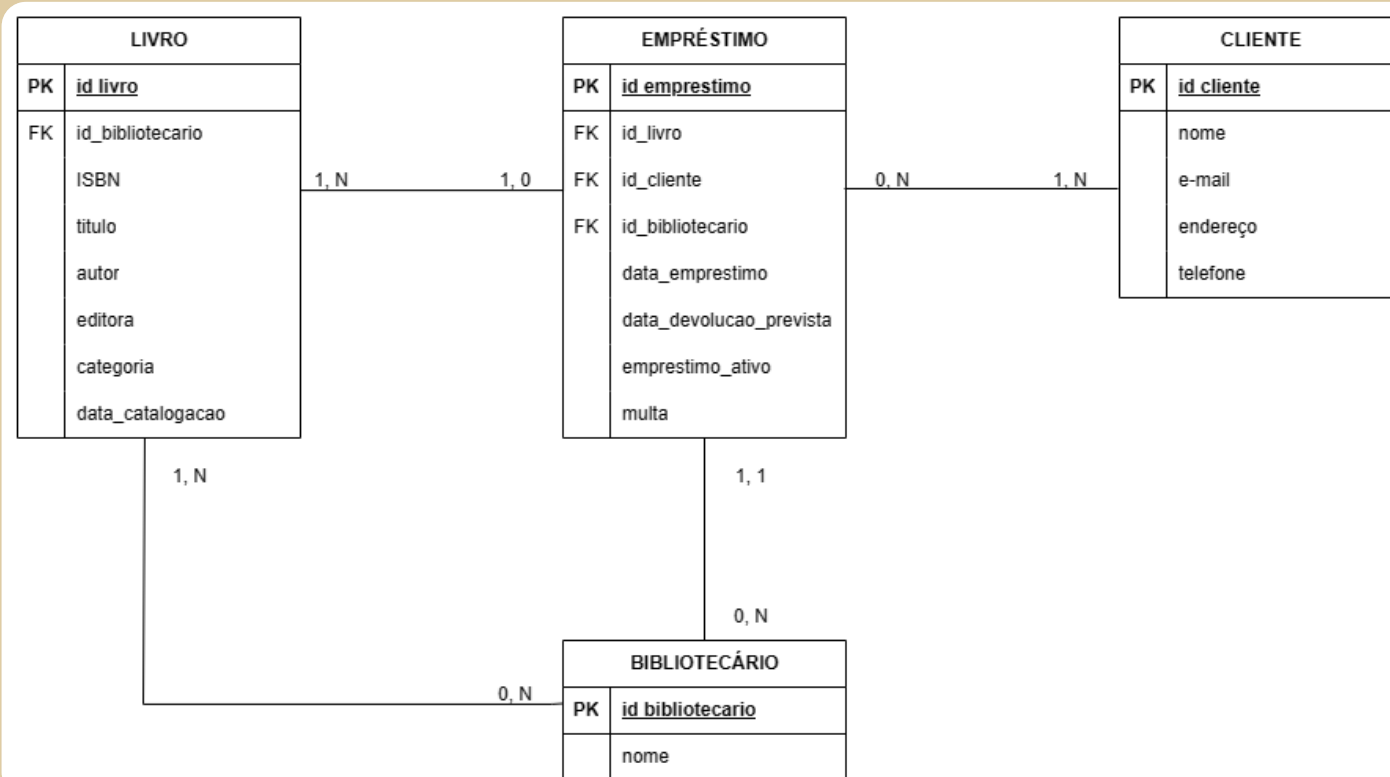 LIVRO
PK id livro
FK id_bibliotecario
ISBN
titulo
autor
editora
categoria
data_catalogacao
1, N
1, 0
EMPRÉSTIMO
PK id emprestimo
FK id_livro
FK id_cliente
FK id_bibliotecario
data_emprestimo
data_devolucao_prevista
emprestimo_ativo
multa
0, N
1, N
CLIENTE
PK id cliente
nome
e-mail
endereço
telefone
1, N
1, 1
0, N
0, N
BIBLIOTECÁRIO
PK id bibliotecario
nome